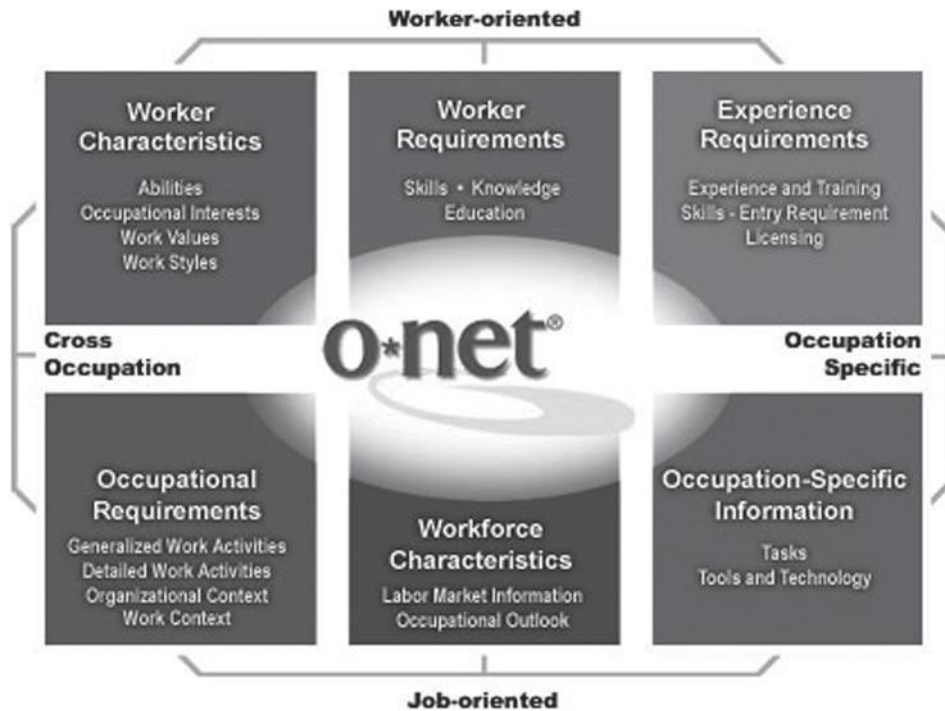 Worker-oriented
Worker
Characteristics
Abilities
Occupational Interests
Work Values
Work Styles
Worker
Requirements
Skills • Knowledge
Education
Experience
Requirements
Experience and Training
Skills - Entry Requirement
Licensing
Cross
Occupation
o*net®
Occupation
Specific
Occupational
Requirements
Generalized Work Activities
Detailed Work Activities
Organizational Context
Work Context
Workforce
Characteristics
Labor Market Information
Occupational Outlook
Occupation-Specific
Information
Tasks
Tools and Technology
Job-oriented